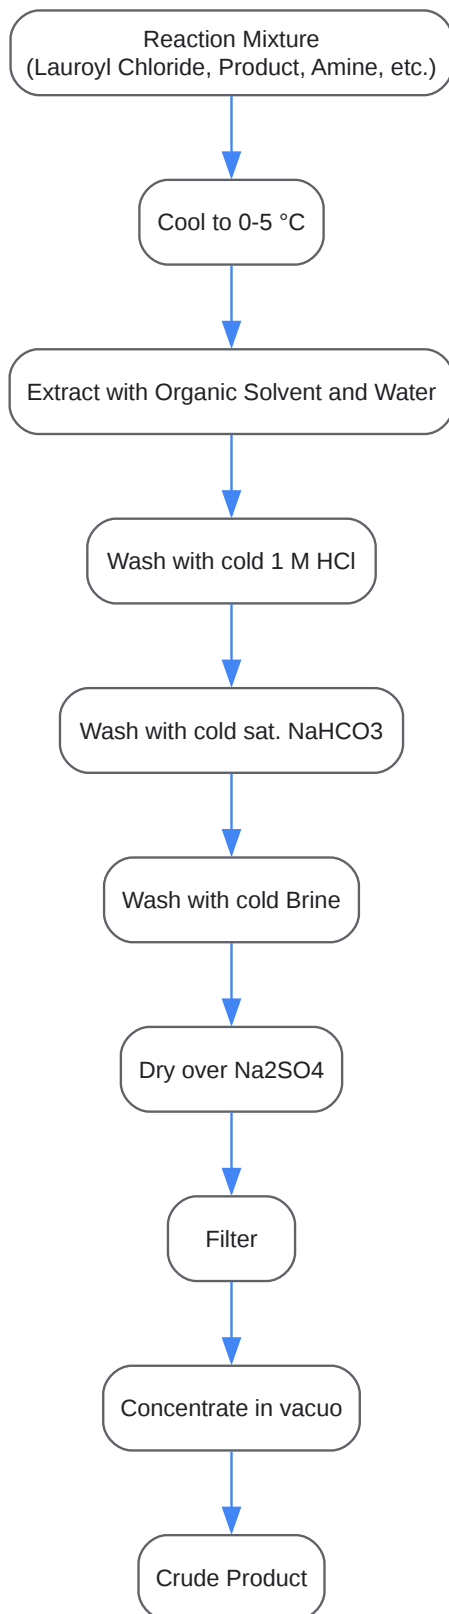 Reaction Mixture
(Lauroyl Chloride, Product, Amine, etc.)
Cool to 0-5 °C
Extract with Organic Solvent and Water
Wash with cold 1 M HCl
Wash with cold sat. NaHCO3
Wash with cold Brine
Dry over Na2SO4
Filter
Concentrate in vacuo
Crude Product